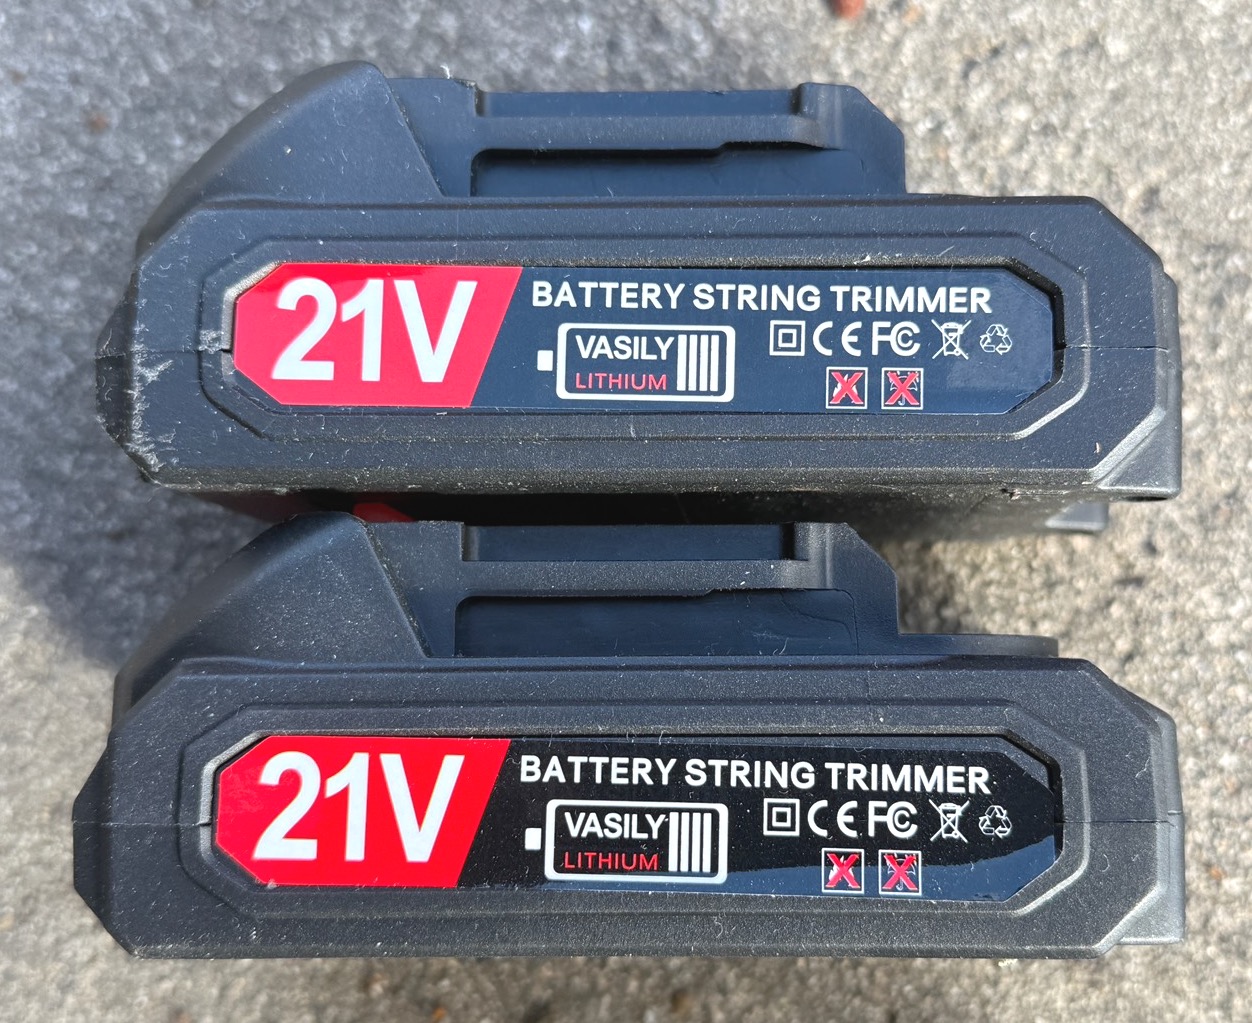 21V
BATTERY STRING TRIMMER
VASILY
LITHIUM
CE FC
X X
21V
BATTERY STRING TRIMMER
VASILY
LITHIUM
CE FC
X X